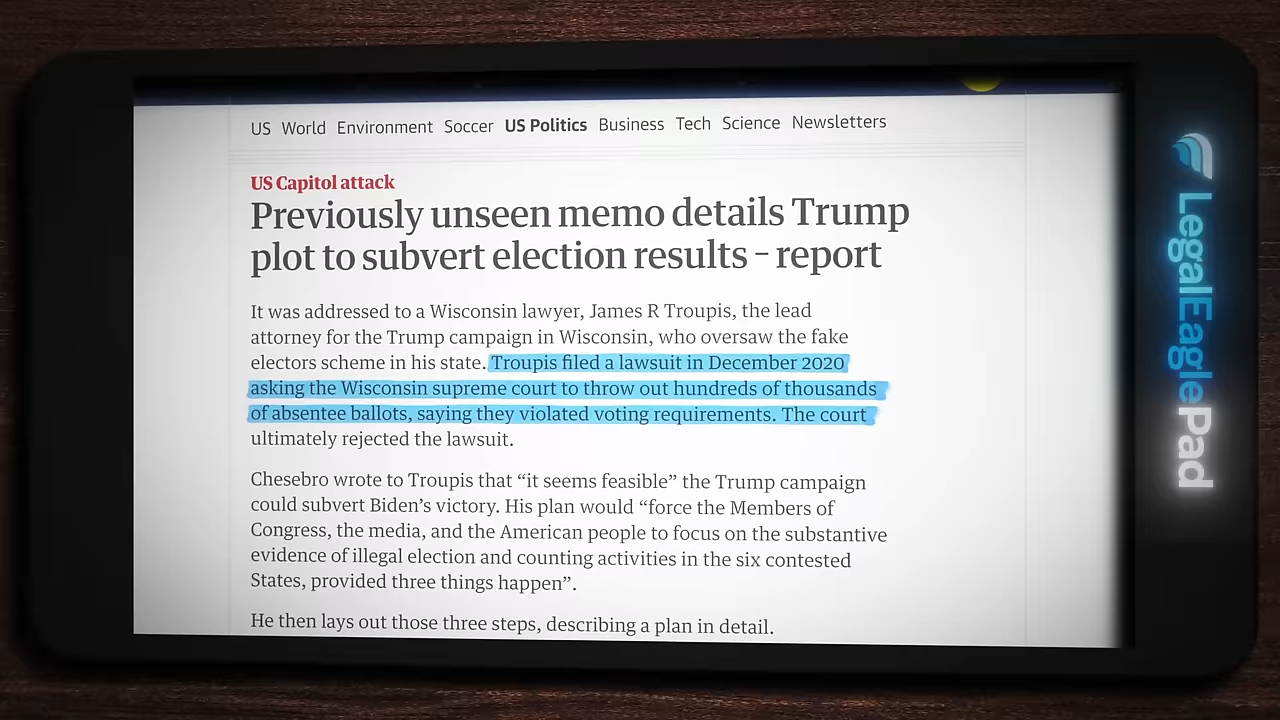 US World Environment Soccer US Politics Business Tech Science Newsletters
US Capitol attack
Previously unseen memo details Trump
plot to subvert election results – report
It was addressed to a Wisconsin lawyer, James R Troupis, the lead
attorney for the Trump campaign in Wisconsin, who oversaw the fake
electors scheme in his state. Troupis filed a lawsuit in December 2020
asking the Wisconsin supreme court to throw out hundreds of thousands
of absentee ballots, saying they violated voting requirements. The court
ultimately rejected the lawsuit.
Chesebro wrote to Troupis that “it seems feasible” the Trump campaign
could subvert Biden’s victory. His plan would “force the Members of
Congress, the media, and the American people to focus on the substantive
evidence of illegal election and counting activities in the six contested
States, provided three things happen”.
He then lays out those three steps, describing a plan in detail.
LegalEaglePad